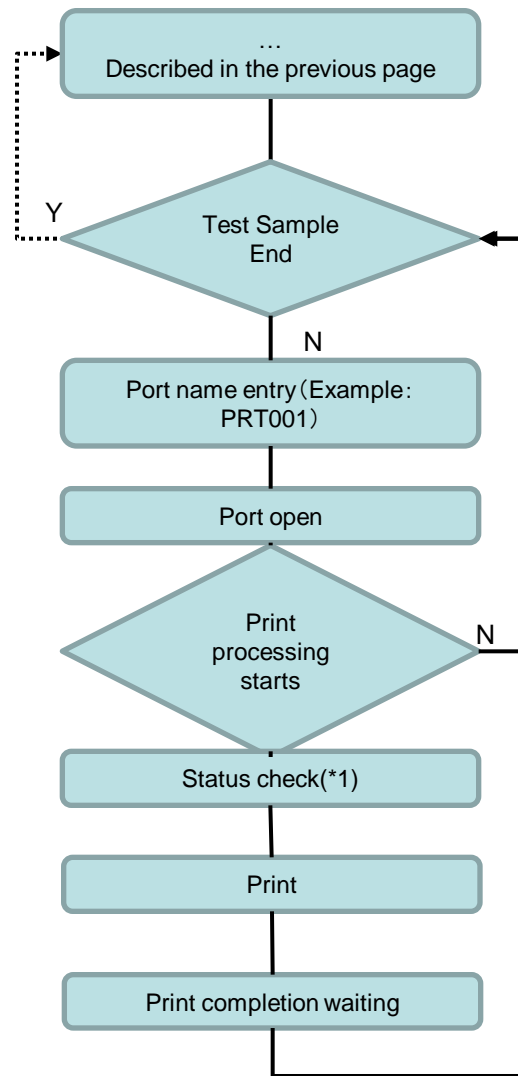 …
Described in the previous page
Y
Test Sample
End
N
Port name entry（Example：
PRT001）
Port open
Print
processing
starts
N
Status check(*1)
Print
Print completion waiting